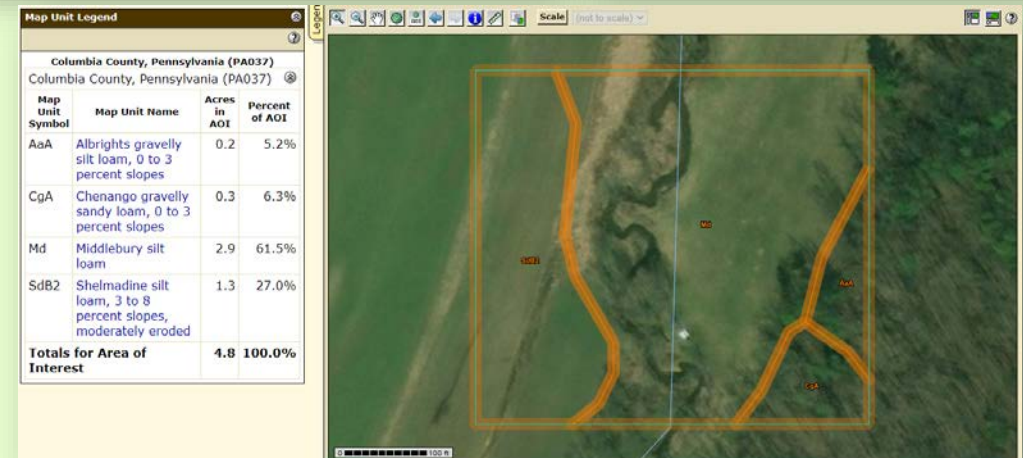 Map Unit Legend
Legen
Scale (not to scale)
Columbia County, Pennsylvania (PA037)
Columbia County, Pennsylvania (PA037)
Map Unit Symbol
Map Unit Name
Acres in AOI
Percent of AOI
AaA
Albrights gravelly
silt loam, 0 to 3
percent slopes
0.2
5.2%
CgA
Chenango gravelly
sandy loam, 0 to 3
percent slopes
0.3
6.3%
Md
Middlebury silt
loam
2.9
61.5%
SdB2
Shelmadine silt
loam, 3 to 8
percent slopes,
moderately eroded
1.3
27.0%
Totals for Area of
Interest
4.8 100.0%
Md
SdB2
AaA
CgA
0 100 ft